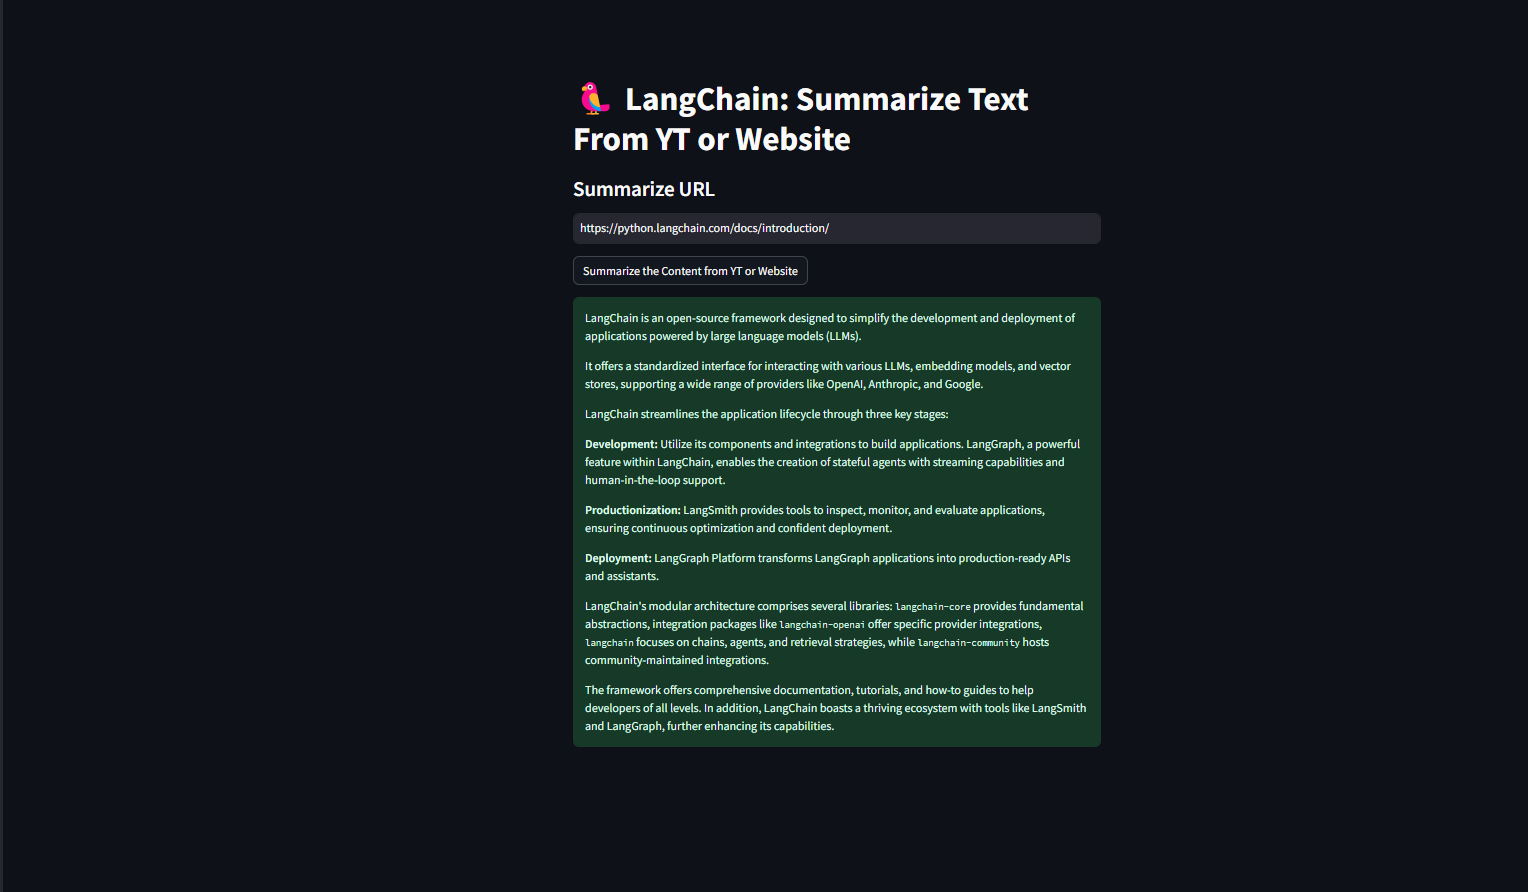 🦜 LangChain: Summarize Text
From YT or Website
Summarize URL
https://python.langchain.com/docs/introduction/
Summarize the Content from YT or Website
LangChain is an open-source framework designed to simplify the development and deployment of
applications powered by large language models (LLMs).
It offers a standardized interface for interacting with various LLMs, embedding models, and vector
stores, supporting a wide range of providers like OpenAI, Anthropic, and Google.
LangChain streamlines the application lifecycle through three key stages:
Development: Utilize its components and integrations to build applications. LangGraph, a powerful
feature within LangChain, enables the creation of stateful agents with streaming capabilities and
human-in-the-loop support.
Productionization: LangSmith provides tools to inspect, monitor, and evaluate applications,
ensuring continuous optimization and confident deployment.
Deployment: LangGraph Platform transforms LangGraph applications into production-ready APIs
and assistants.
LangChain's modular architecture comprises several libraries: langchain-core provides fundamental
abstractions, integration packages like langchain-openai offer specific provider integrations,
langchain focuses on chains, agents, and retrieval strategies, while langchain-community hosts
community-maintained integrations.
The framework offers comprehensive documentation, tutorials, and how-to guides to help
developers of all levels. In addition, LangChain boasts a thriving ecosystem with tools like LangSmith
and LangGraph, further enhancing its capabilities.